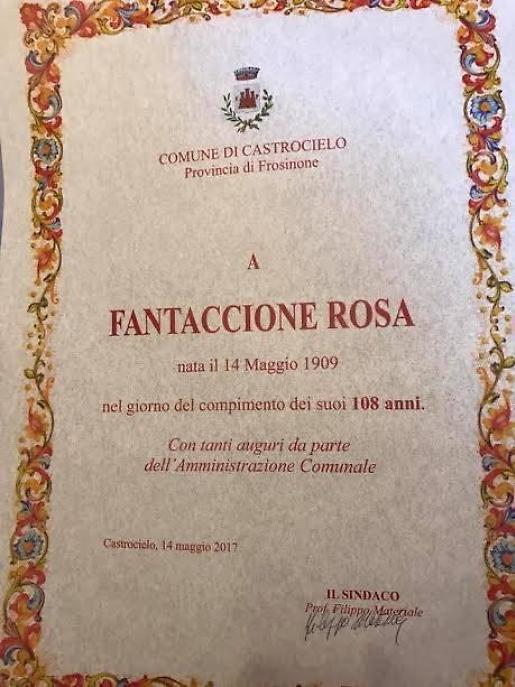 COMUNE DI CASTROCIELO
Provincia di Frosinone
A
FANTACCIONE ROSA
nata il 14 Maggio 1909
nel giorno del compimento dei suoi 108 anni.
Con tanti auguri da parte
dell'Amministrazione Comunale
Castrocielo, 14 maggio 2017
IL SINDACO
Prof. Filippo Materiale